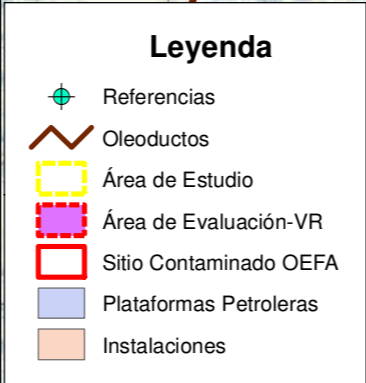 Leyenda
Referencias
Oleoductos
Área de Estudio
Área de Evaluación-VR
Sitio Contaminado OEFA
Plataformas Petroleras
Instalaciones